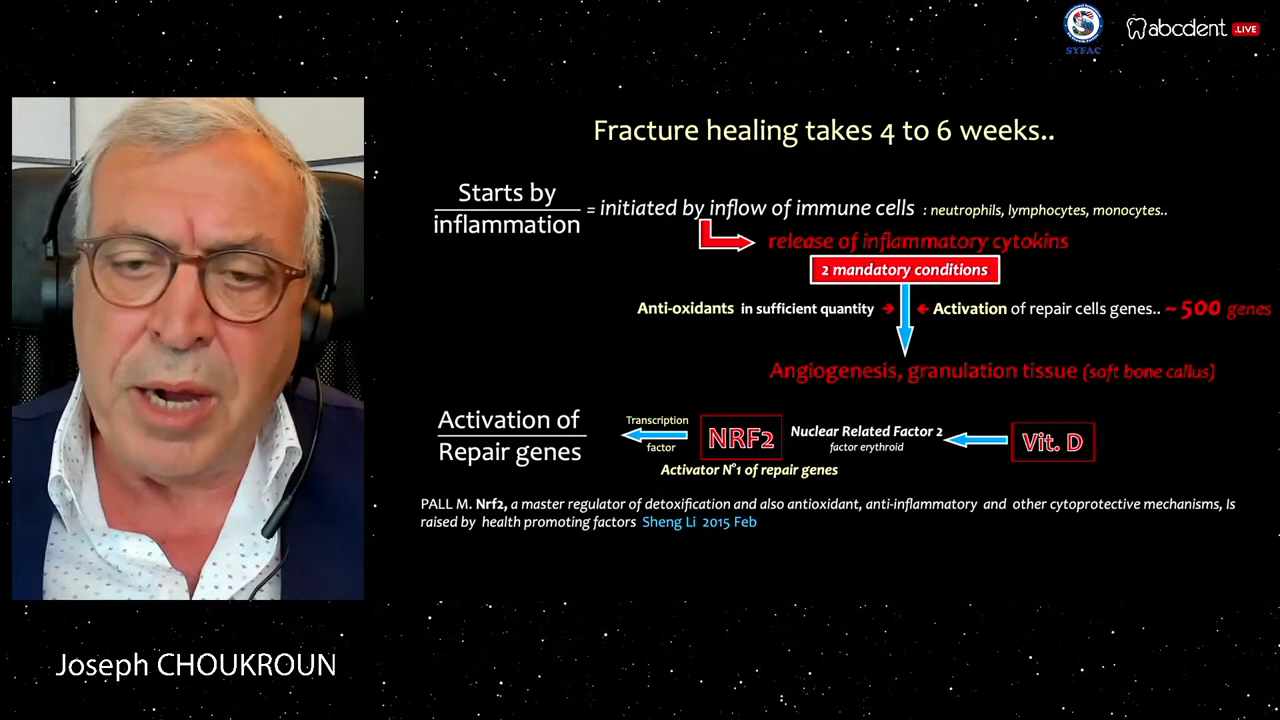 SYFAC
abcdent .LIVE
Fracture healing takes 4 to 6 weeks..
Starts by
inflammation
= initiated by inflow of immune cells : neutrophils, lymphocytes, monocytes..
release of inflammatory cytokins
2 mandatory conditions
Anti-oxidants in sufficient quantity
Activation of repair cells genes.. ~ 500 genes
Angiogenesis, granulation tissue (soft bone callus)
Activation of
Repair genes
Transcription
factor
NRF2
Nuclear Related Factor 2
factor erythroid
Vit. D
Activator N°1 of repair genes
PALL M. Nrf2, a master regulator of detoxification and also antioxidant, anti-inflammatory and other cytoprotective mechanisms, Is
raised by health promoting factors Sheng Li 2015 Feb
Joseph CHOUKROUN